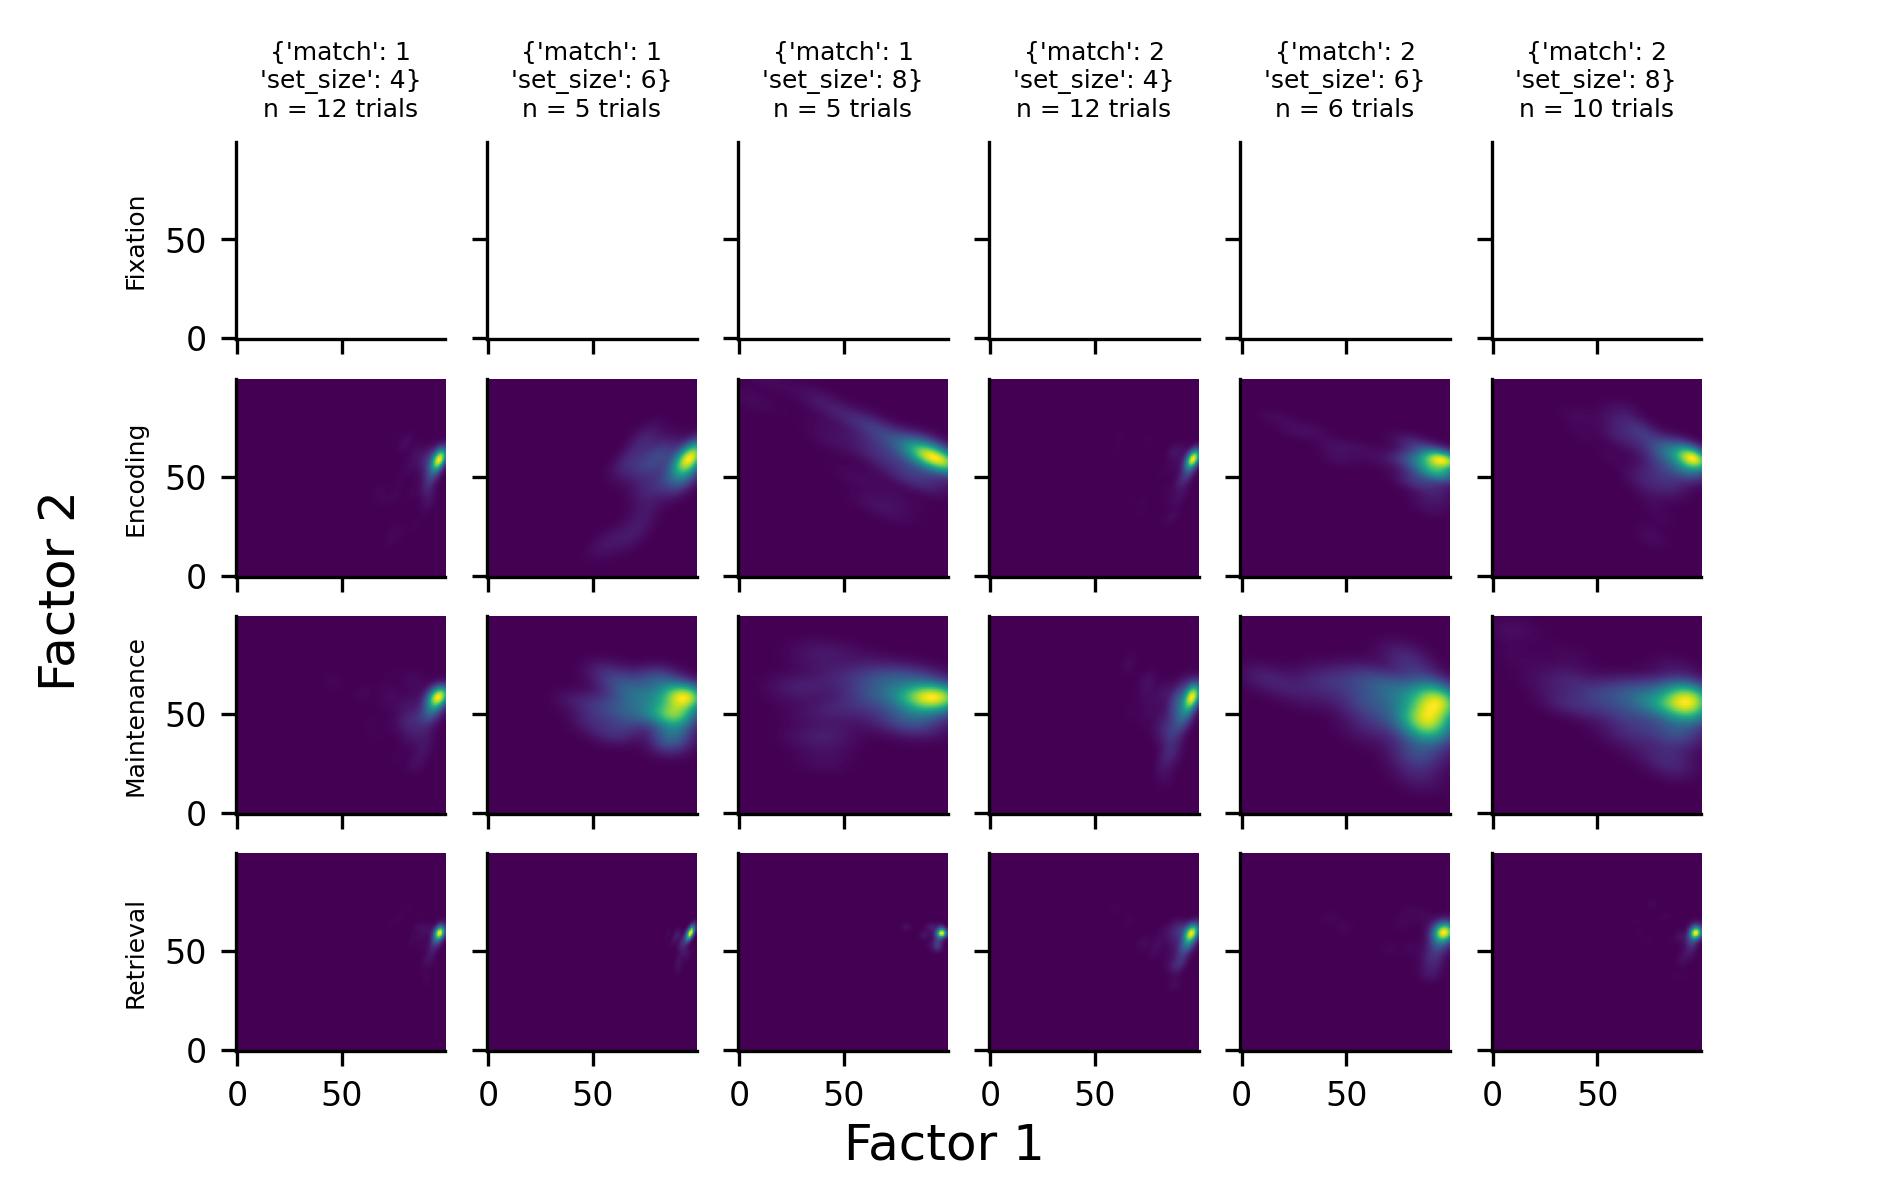 {'match': 1
'set_size': 4}
n = 12 trials
{'match': 1
'set_size': 6}
n = 5 trials
{'match': 1
'set_size': 8}
n = 5 trials
{'match': 2
'set_size': 4}
n = 12 trials
{'match': 2
'set_size': 6}
n = 6 trials
{'match': 2
'set_size': 8}
n = 10 trials
Factor 2
Fixation
50
0
Encoding
50
0
Maintenance
50
0
Retrieval
50
0
0 50 0 50 0 50 0 50 0 50 0 50
Factor 1